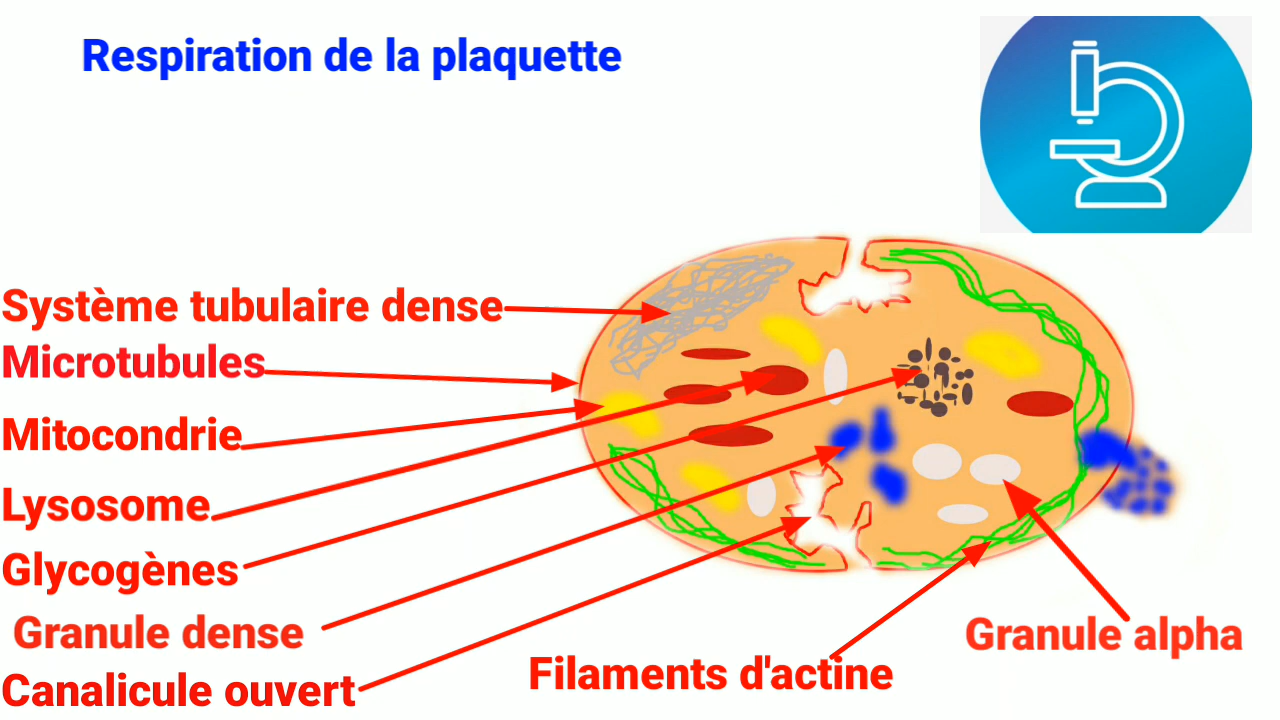 Respiration de la plaquette
Système tubulaire dense
Microtubules
Mitocondrie
Lysosome
Glycogènes
Granule dense
Canalicule ouvert
Filaments d'actine
Granule alpha